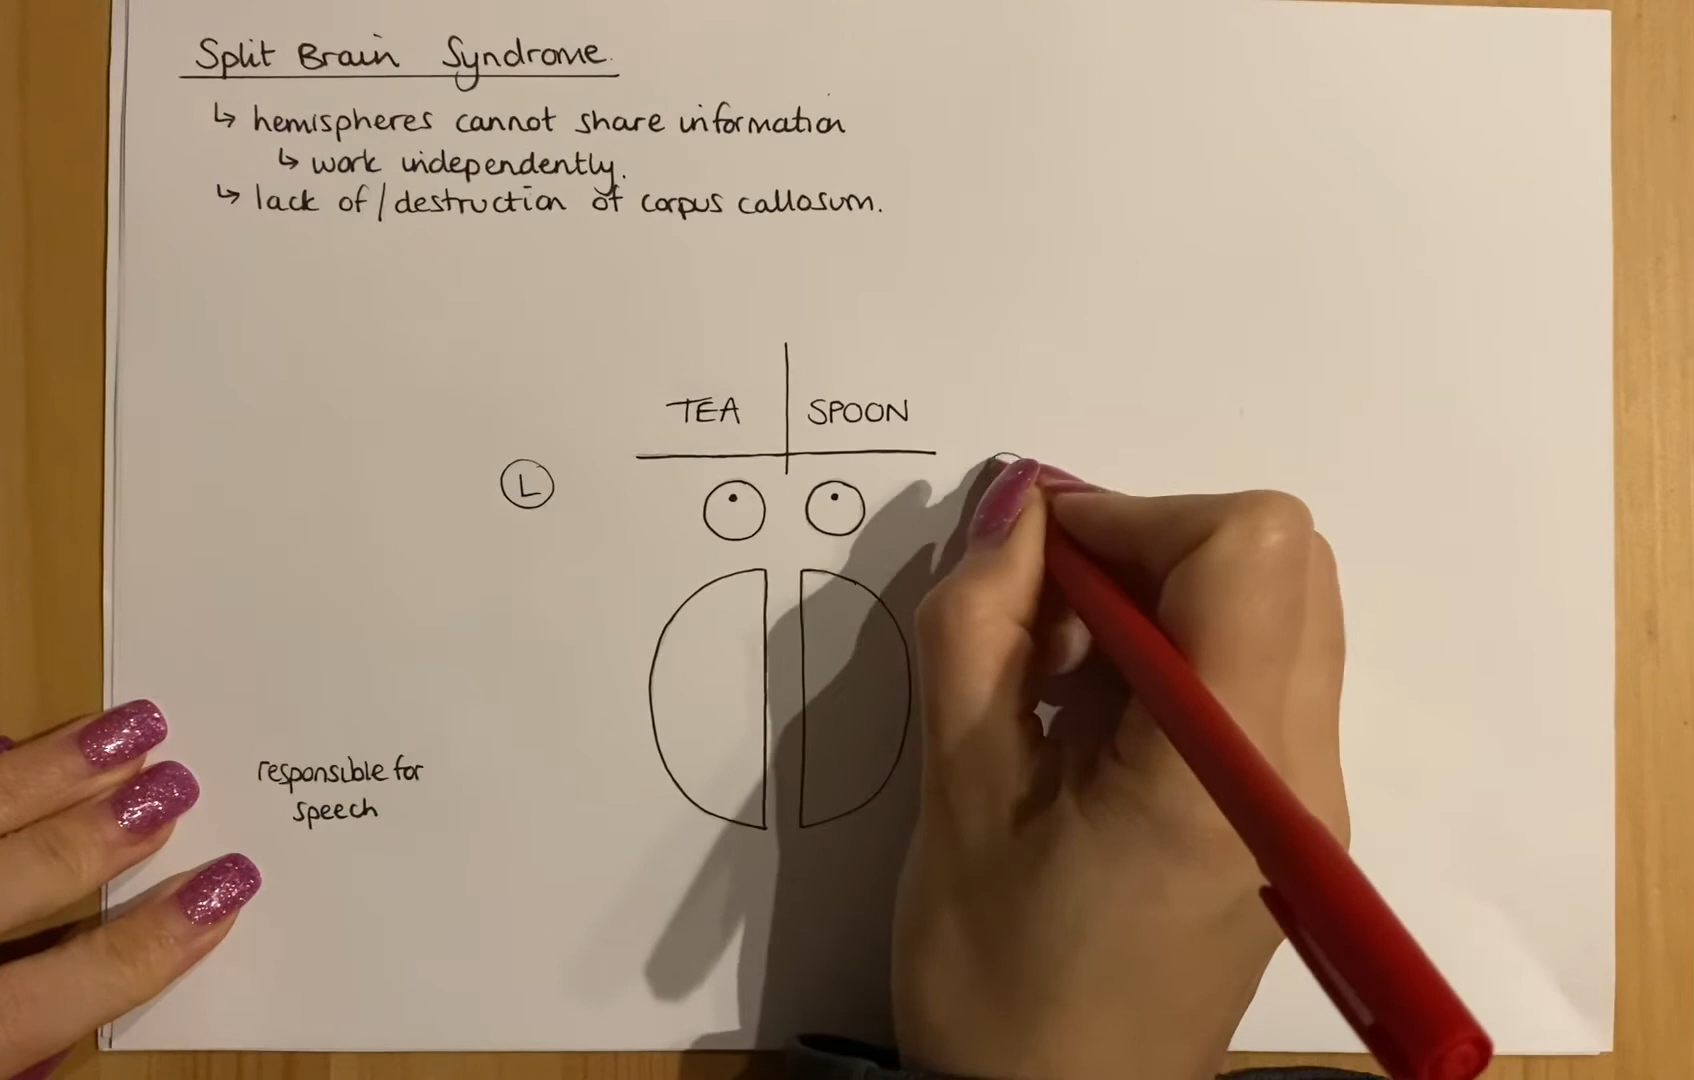 Split Brain Syndrome.
↳ hemispheres cannot share information
↳ work independently.
↳ lack of / destruction of corpus callosum.
TEA SPOON
L
responsible for
speech